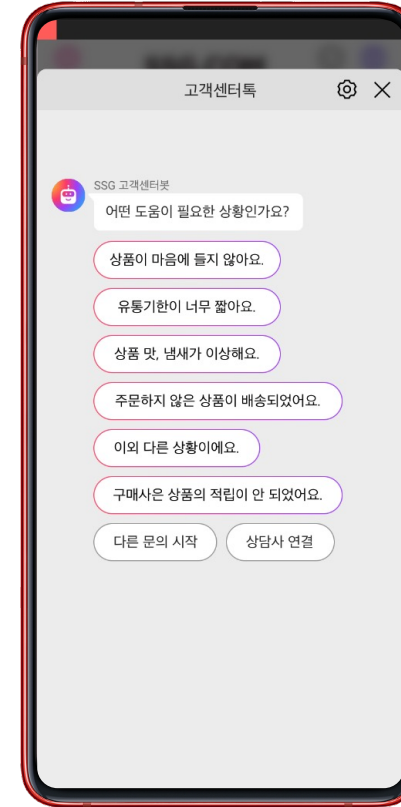 고객센터톡
SSG 고객센터봇
어떤 도움이 필요한 상황인가요?
상품이 마음에 들지 않아요.
유통기한이 너무 짧아요.
상품 맛, 냄새가 이상해요.
주문하지 않은 상품이 배송되었어요.
이외 다른 상황이에요.
구매사은 상품의 적립이 안 되었어요.
다른 문의 시작
상담사 연결